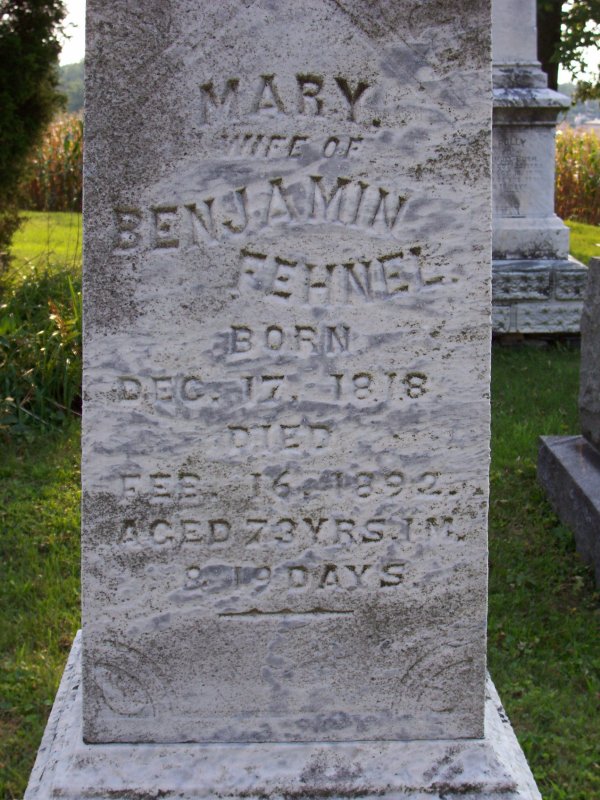 MARY.
WIFE OF
BENJAMIN
FEHNEL.
BORN
DEC. 17, 1818.
DIED
FEB. 16, 1892.
AGED 73 YRS. 1 M.
& 19 DAYS.